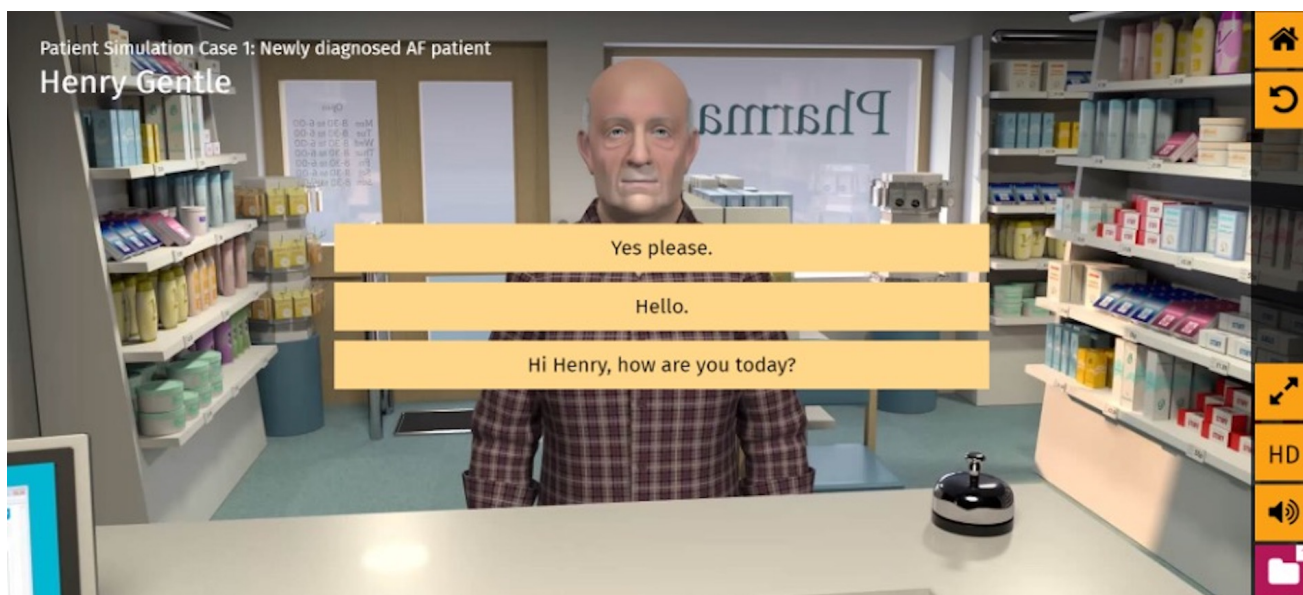 Patient Simulation Case 1: Newly diagnosed AF patient
Henry Gentle
Open
Pharma
Yes please.
Hello.
Hi Henry, how are you today?
HD